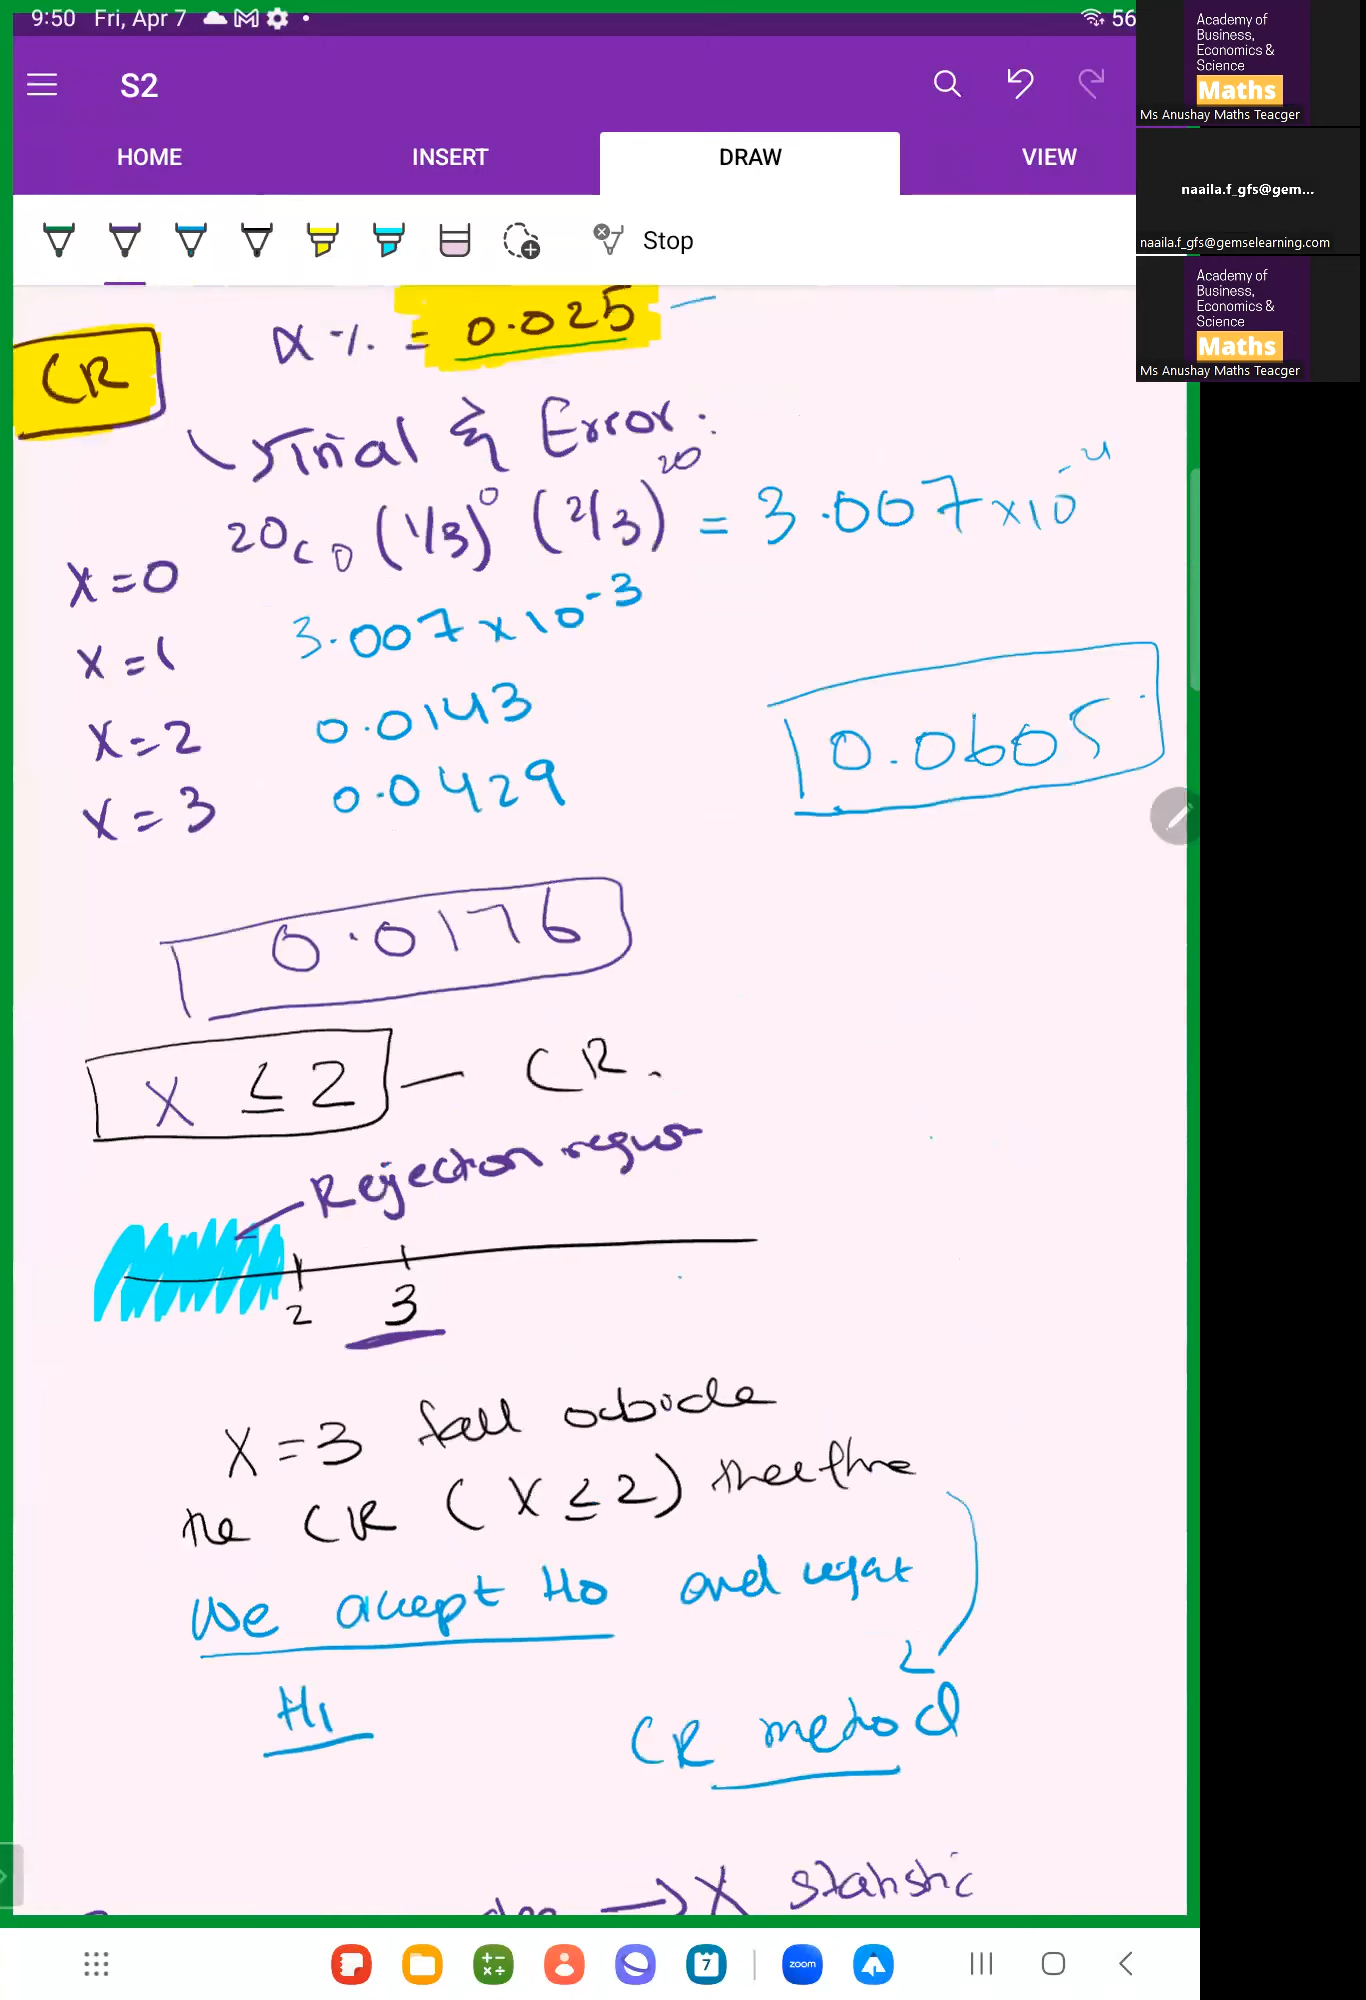 9:50 Fri, Apr 7
56
S2
HOME INSERT DRAW VIEW
Stop
Academy of
Business,
Economics &
Science
Maths
Ms Anushay Maths Teacger
naaila.f_gfs@gem...
naaila.f_gfs@gemselearning.com
Academy of
Business,
Economics &
Science
Maths
Ms Anushay Maths Teacger
CR
α % = 0.025
Trial & Error:
X=0 20C0 (1/3)^0 (2/3)^20 = 3.007 x10^-4
X=1 3.007 x10^-3
X=2 0.0143
0.0605
X=3 0.0429
0.0176
X ≤ 2 — CR.
Rejection
2 3
X=3 fall outside
the CR (X ≤ 2) therefore
We accept H0 and reject
H1
CR method
→ X statistic
7
zoom